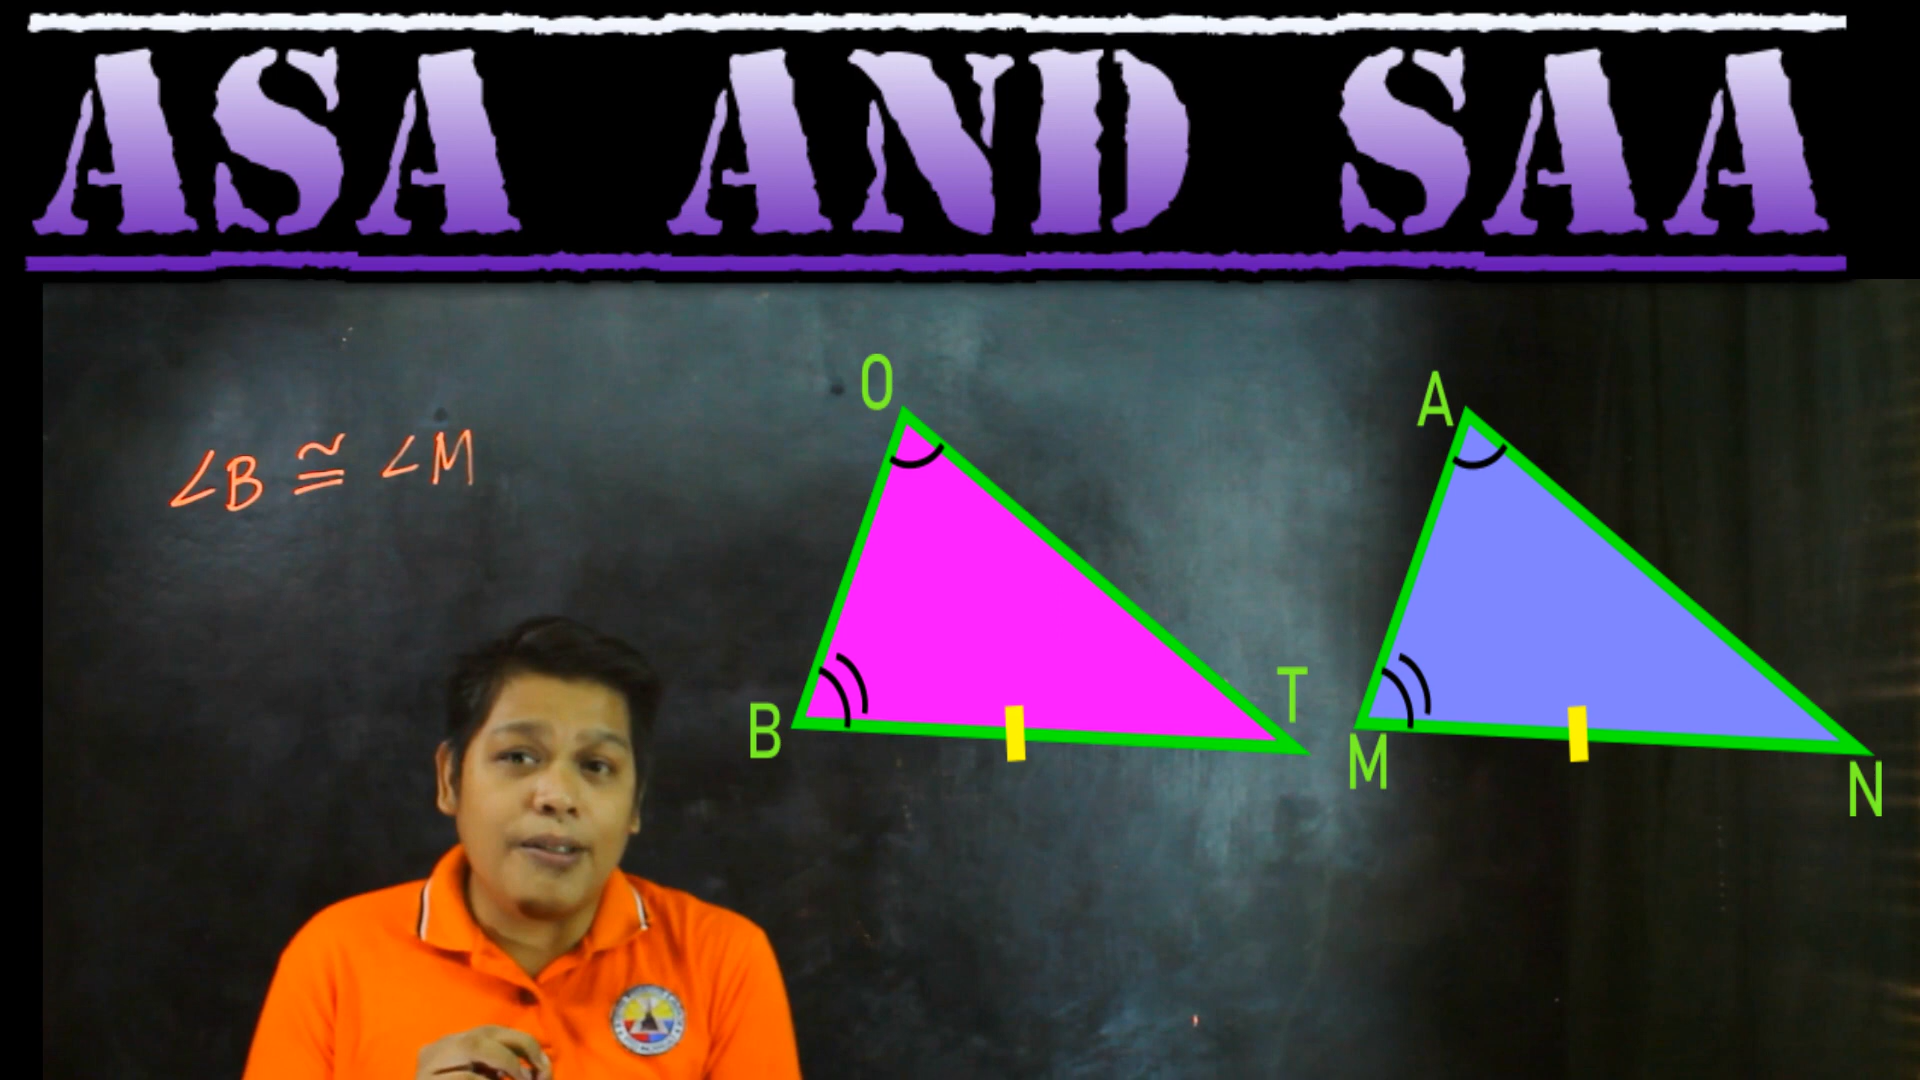 ASA AND SAA
∠B ≅ ∠M
O
A
B
T
M
N